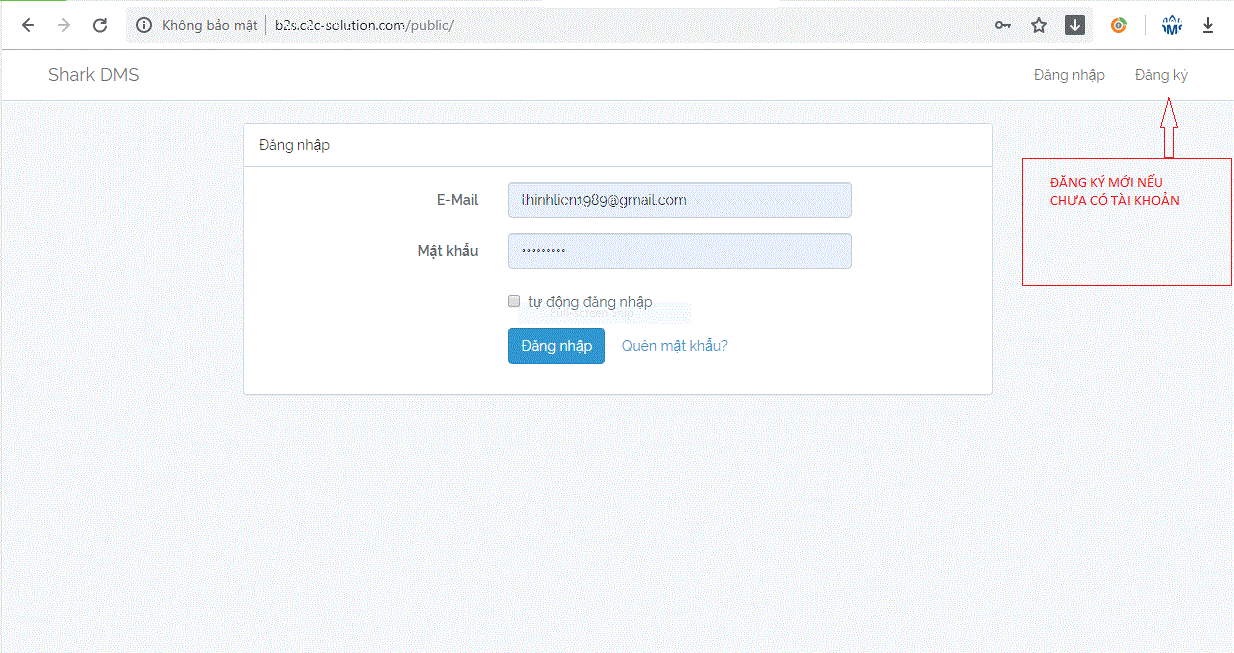 Không bảo mật
b2s.c2c-solution.com/public/
Shark DMS
Đăng nhập
Đăng ký
Đăng nhập
ĐĂNG KÝ MỚI NẾU
CHƯA CÓ TÀI KHOẢN
E-Mail
thinhlion1989@gmail.com
Mật khẩu
tự động đăng nhập
Đăng nhập
Quên mật khẩu?